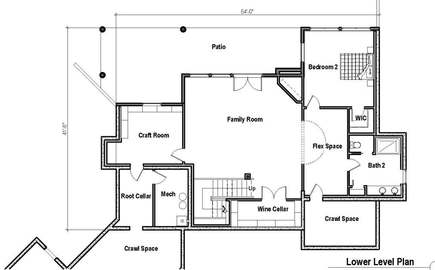 54'-0"
Patio
Bedroom 2
41'-0"
WIC
Craft Room
Family Room
Flex Space
Bath 2
Root Cellar
Mech
Up
Wine Cellar
Crawl Space
Crawl Space
Lower Level Plan